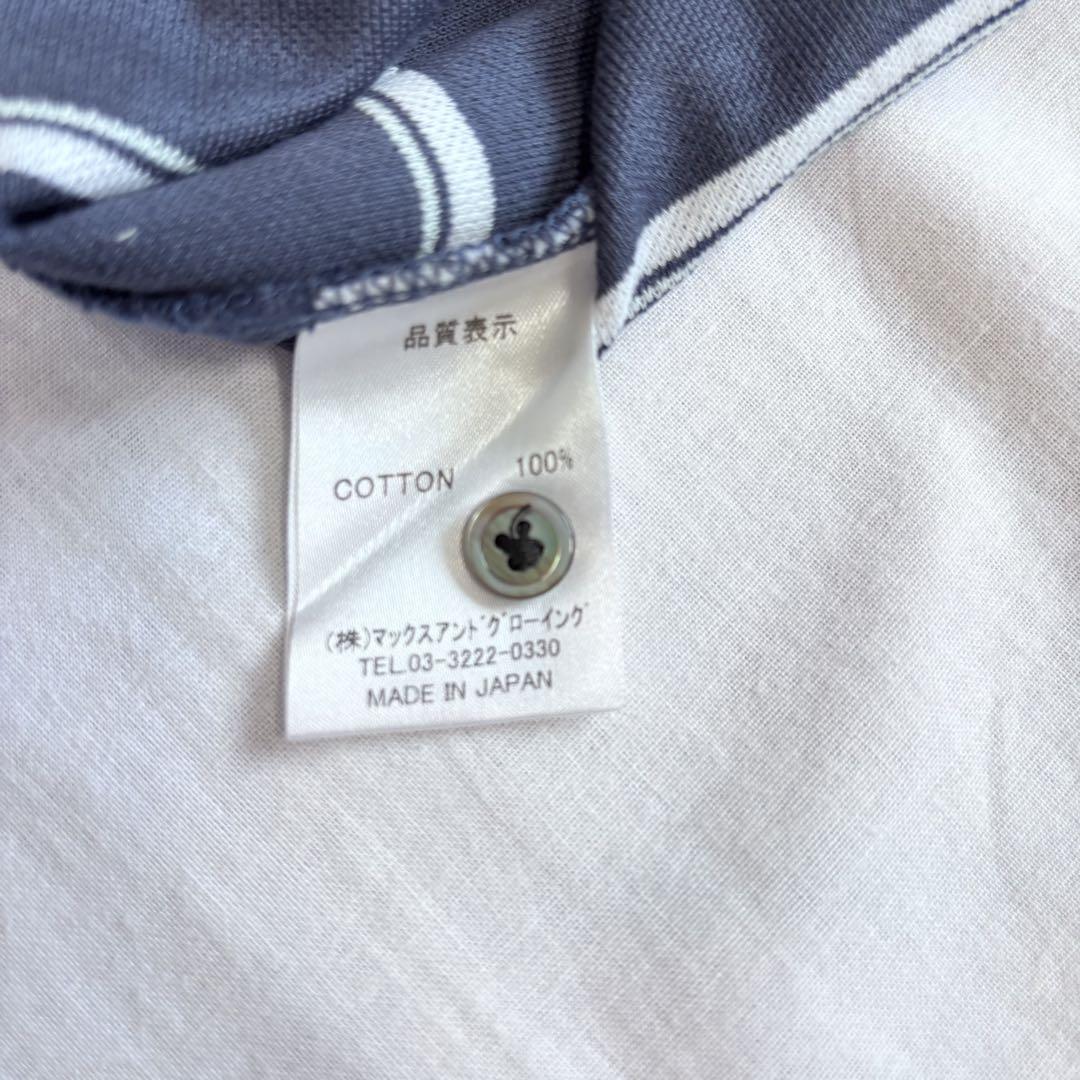 品質表示
COTTON 100%
(株)マックスアンドグローイング
TEL.03-3222-0330
MADE IN JAPAN